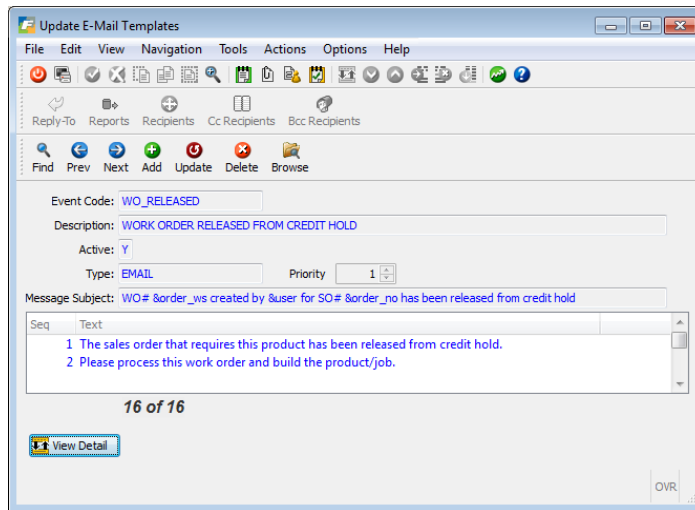 Update E-Mail Templates
File Edit View Navigation Tools Actions Options Help
Reply-To Reports Recipients Cc Recipients Bcc Recipients
Find Prev Next Add Update Delete Browse
Event Code: WO_RELEASED
Description: WORK ORDER RELEASED FROM CREDIT HOLD
Active: Y
Type: EMAIL Priority 1
Message Subject: WO# &order_ws created by &user for SO# &order_no has been released from credit hold
Seq Text
1 The sales order that requires this product has been released from credit hold.
2 Please process this work order and build the product/job.
16 of 16
View Detail
OVR